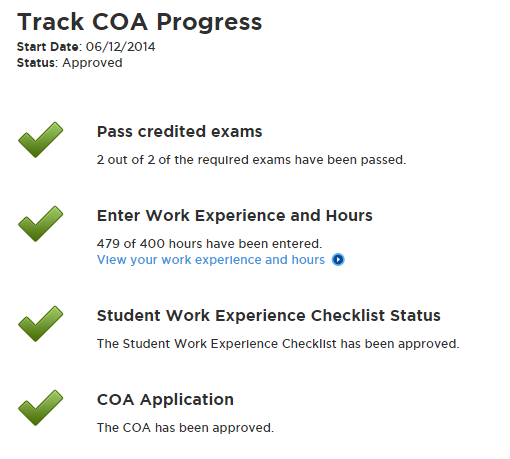 Track COA Progress
Start Date: 06/12/2014
Status: Approved
Pass credited exams
2 out of 2 of the required exams have been passed.
Enter Work Experience and Hours
479 of 400 hours have been entered.
View your work experience and hours
Student Work Experience Checklist Status
The Student Work Experience Checklist has been approved.
COA Application
The COA has been approved.